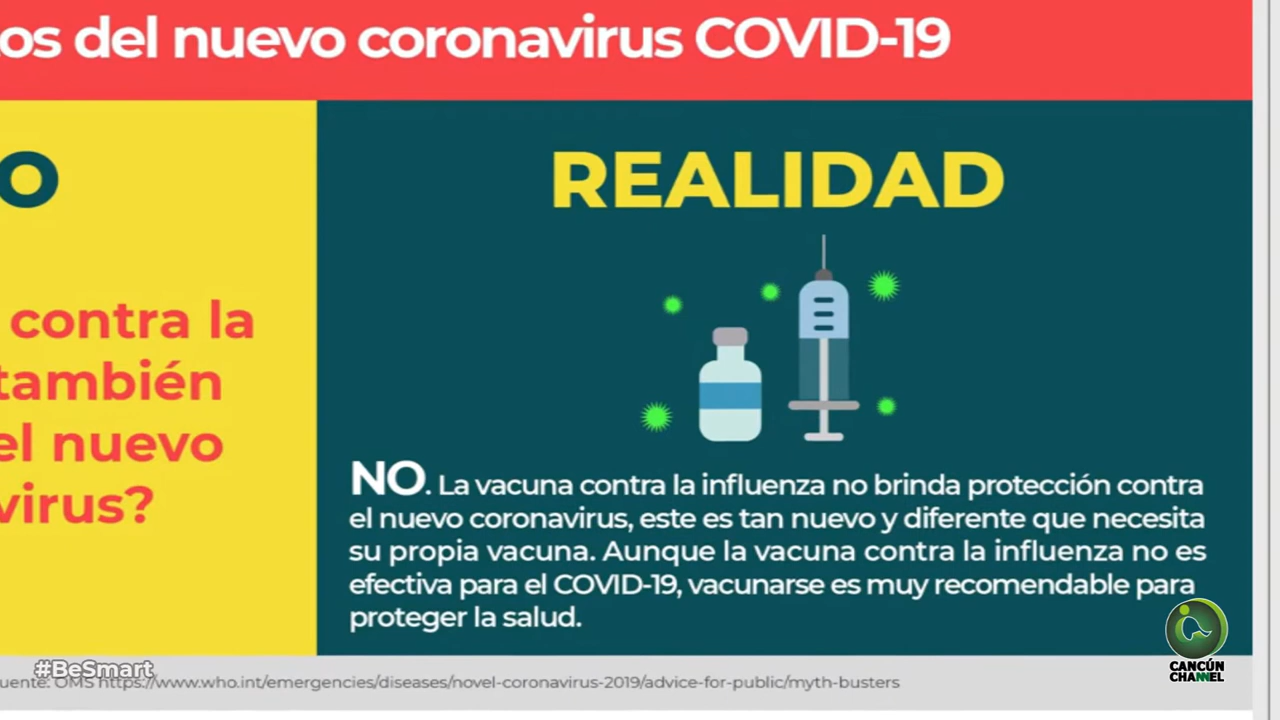 os del nuevo coronavirus COVID-19
O
contra la
también
el nuevo
virus?
REALIDAD
NO. La vacuna contra la influenza no brinda protección contra
el nuevo coronavirus, este es tan nuevo y diferente que necesita
su propia vacuna. Aunque la vacuna contra la influenza no es
efectiva para el COVID-19, vacunarse es muy recomendable para
proteger la salud.
#BeSmart
uente: OMS https://www.who.int/emergencies/diseases/novel-coronavirus-2019/advice-for-public/myth-busters
CANCÚN
CHANNEL